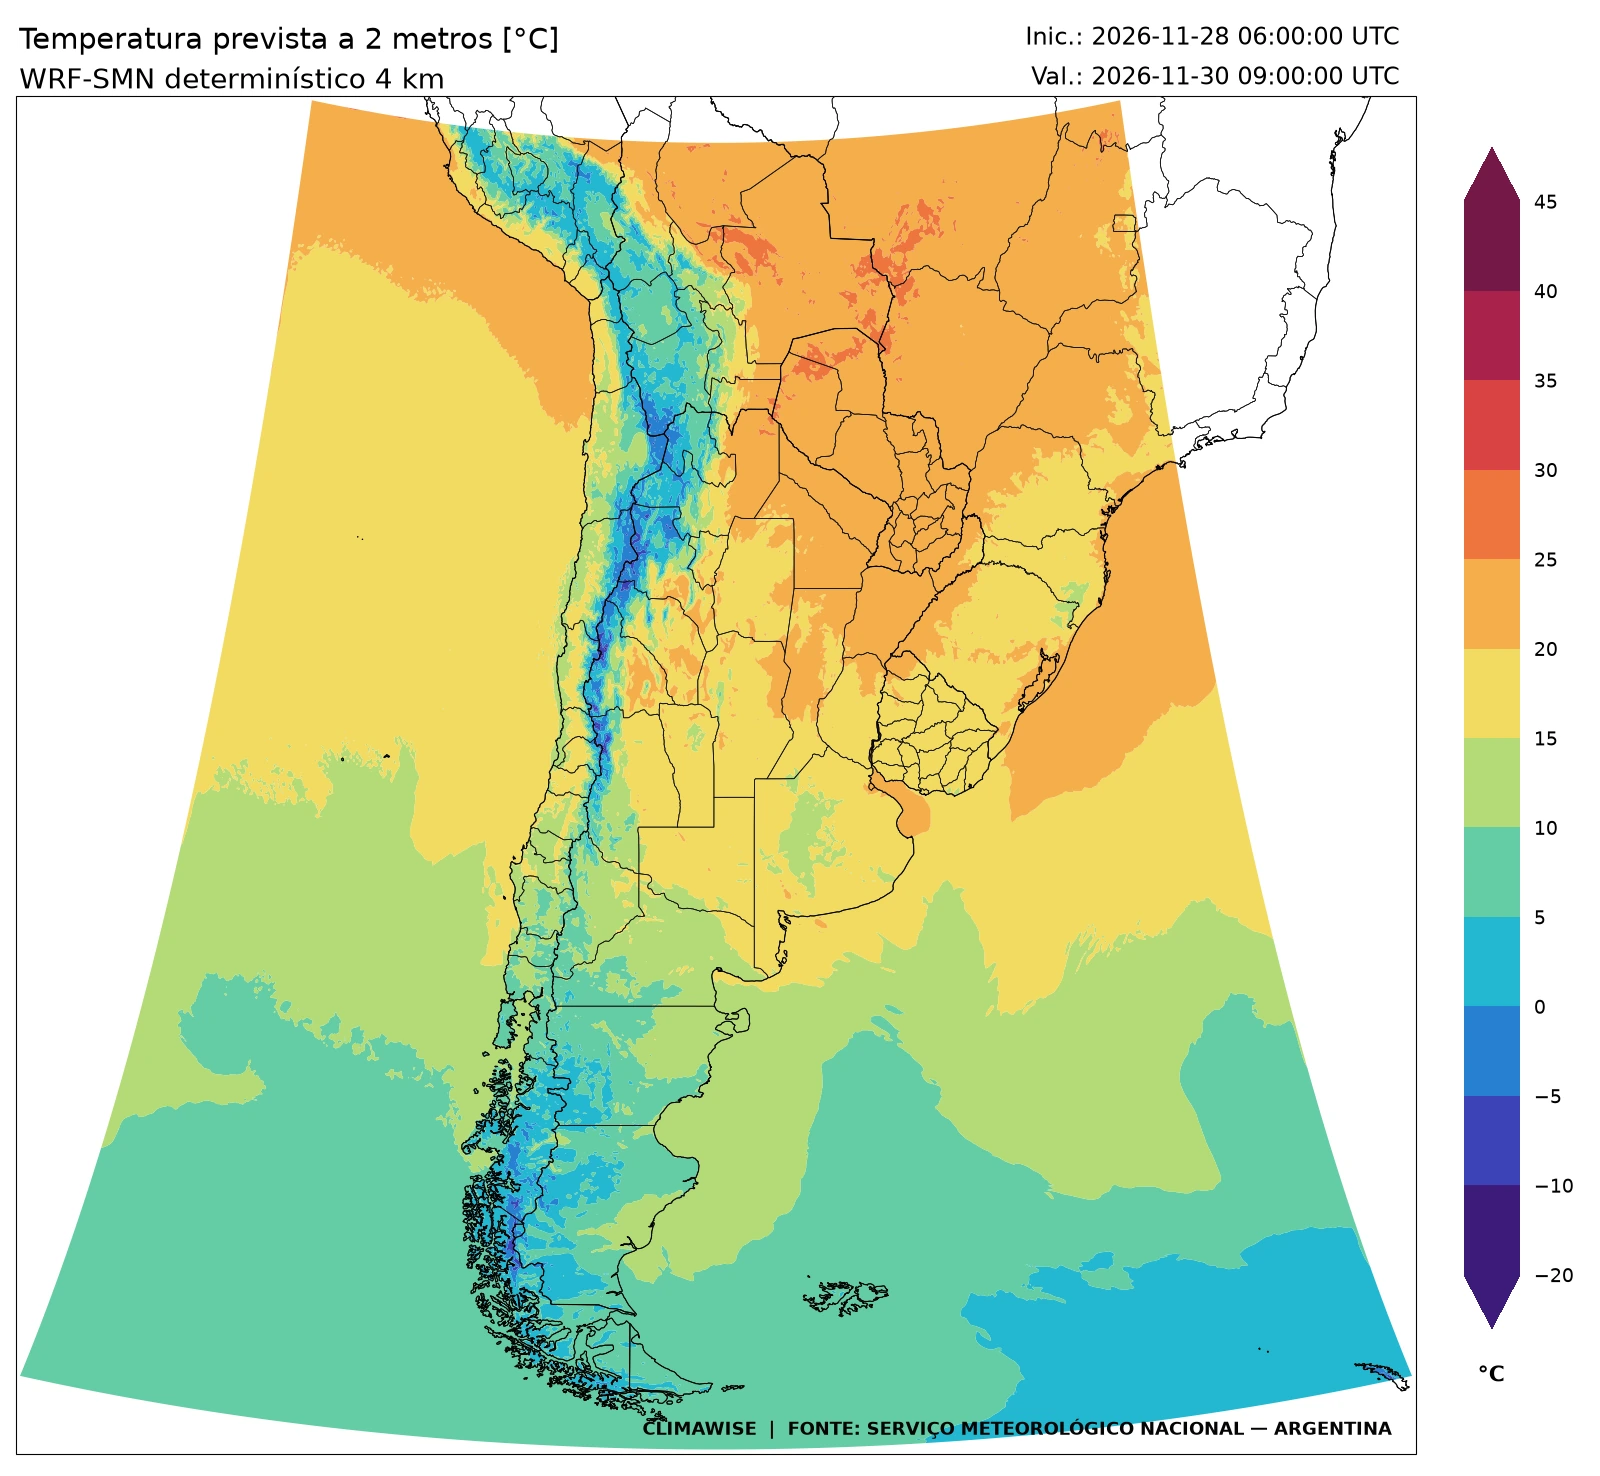 Temperatura prevista a 2 metros [°C]
WRF-SMN determinístico 4 km
Inic.: 2026-11-28 06:00:00 UTC
Val.: 2026-11-30 09:00:00 UTC
45
40
35
30
25
20
15
10
5
0
−5
−10
−20
°C
CLIMAWISE | FONTE: SERVIÇO METEOROLÓGICO NACIONAL — ARGENTINA